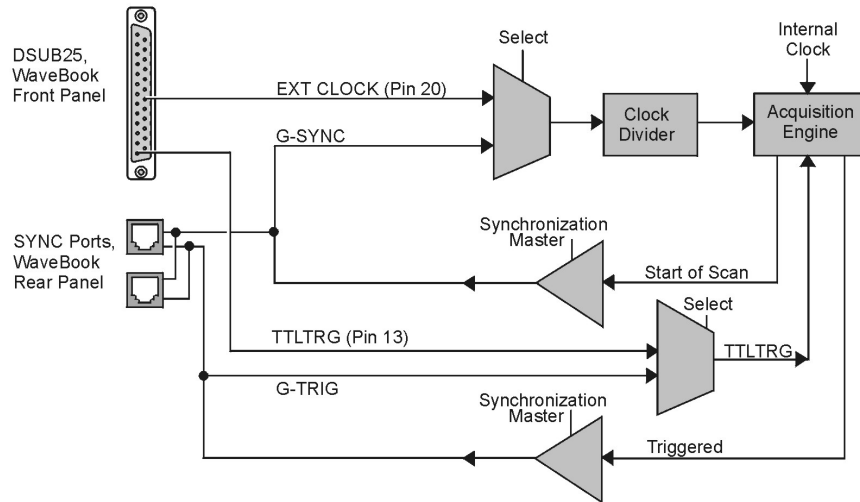 DSUB25,
WaveBook
Front Panel
Select
Internal
Clock
EXT CLOCK (Pin 20)
Clock
Divider
Acquisition
Engine
G-SYNC
SYNC Ports,
WaveBook
Rear Panel
Synchronization
Master
Start of Scan
Select
TTLTRG (Pin 13)
TTLTRG
G-TRIG
Synchronization
Master
Triggered